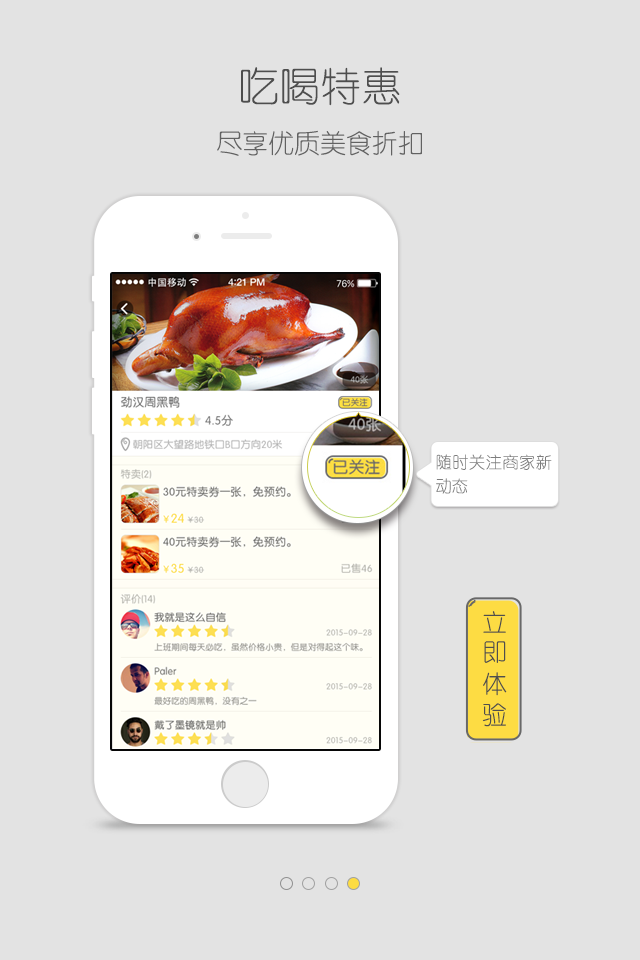 吃喝特惠
尽享优质美食折扣
中国移动 4:21 PM 76%
40张
劲汉周黑鸭 已关注
4.5分
朝阳区大望路地铁口B口方向20米
40张
已关注
随时关注商家新
动态
特卖(2)
30元特卖券一张，免预约。
¥24 ¥30
40元特卖券一张，免预约。
¥35 ¥30 已售46
评价(14)
我就是这么自信
2015-09-28
上班期间每天必吃，虽然价格小贵，但是对得起这个味。
Paler
2015-09-28
最好吃的周黑鸭，没有之一
戴了墨镜就是帅
2015-09-28
立
即
体
验